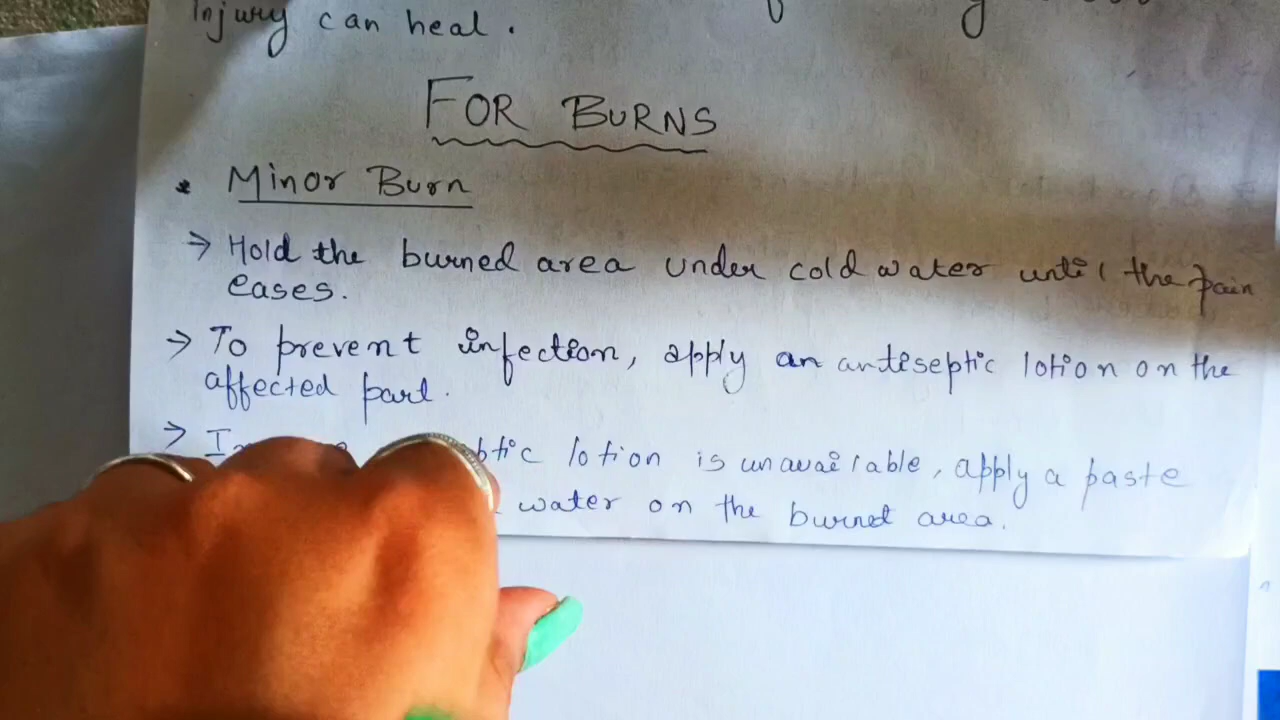 Injury can heal.
FOR BURNS
* Minor Burn
→ Hold the burned area under cold water until the pain
eases.
→ To prevent infection, apply an antiseptic lotion on the
affected part.
→ lotion is unavailable, apply a paste
water on the burnt area.